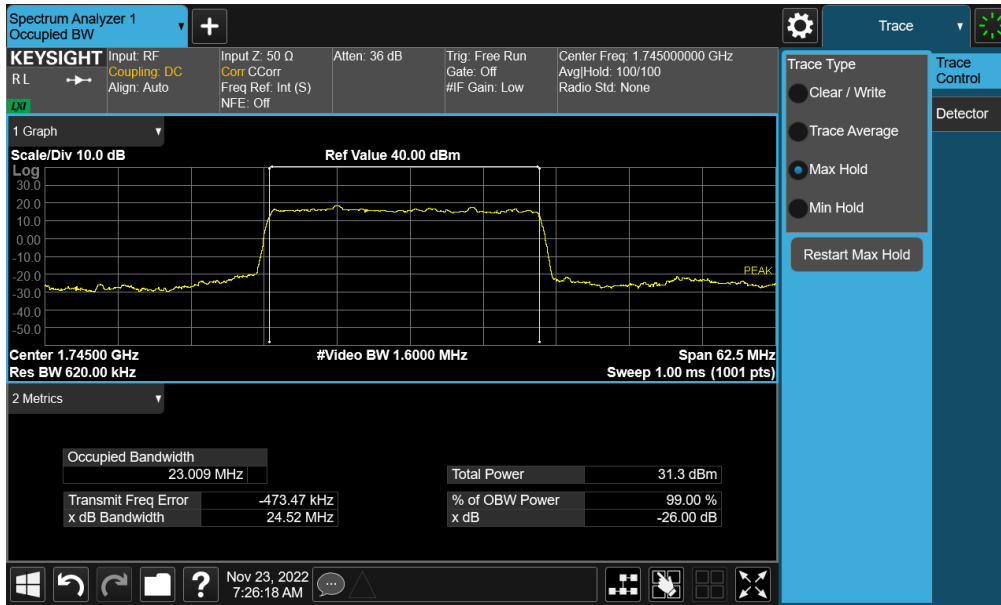 Spectrum Analyzer 1
Occupied BW
Trace
KEYSIGHT
R L
LXI
Input: RF
Coupling: DC
Align: Auto
Input Z: 50 Ω
Corr CCorr
Freq Ref: Int (S)
NFE: Off
Atten: 36 dB
Trig: Free Run
Gate: Off
#IF Gain: Low
Center Freq: 1.745000000 GHz
Avg|Hold: 100/100
Radio Std: None
Trace Type
Clear / Write
Trace Average
Max Hold
Min Hold
Restart Max Hold
Trace
Control
Detector
1 Graph
Scale/Div 10.0 dB
Ref Value 40.00 dBm
Log
30.0
20.0
10.0
0.00
-10.0
-20.0
-30.0
-40.0
-50.0
PEAK
Center 1.74500 GHz
#Video BW 1.6000 MHz
Span 62.5 MHz
Res BW 620.00 kHz
Sweep 1.00 ms (1001 pts)
2 Metrics
Occupied Bandwidth
23.009 MHz
Total Power 31.3 dBm
Transmit Freq Error -473.47 kHz
% of OBW Power 99.00 %
x dB Bandwidth 24.52 MHz
x dB -26.00 dB
?
Nov 23, 2022
7:26:18 AM